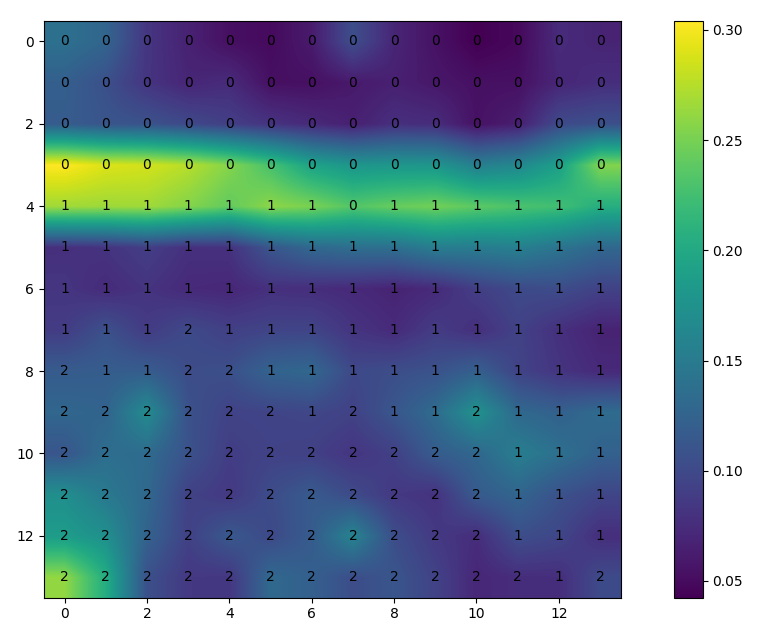 0 0 0 0 0 0 0 0 0 0 0 0 0 0 0 0.30
0 0 0 0 0 0 0 0 0 0 0 0 0 0
2 0 0 0 0 0 0 0 0 0 0 0 0 0 0
0.25
0 0 0 0 0 0 0 0 0 0 0 0 0 0
4 1 1 1 1 1 1 1 0 1 1 1 1 1 1
1 1 1 1 1 1 1 1 1 1 1 1 1 1 0.20
6 1 1 1 1 1 1 1 1 1 1 1 1 1 1
1 1 1 2 1 1 1 1 1 1 1 1 1 1
8 2 1 1 2 2 1 1 1 1 1 1 1 1 1 0.15
2 2 2 2 2 2 1 2 1 1 2 1 1 1
10 2 2 2 2 2 2 2 2 2 2 2 1 1 1 0.10
2 2 2 2 2 2 2 2 2 2 2 1 1 1
12 2 2 2 2 2 2 2 2 2 2 2 1 1 1
2 2 2 2 2 2 2 2 2 2 2 2 1 2 0.05
0 2 4 6 8 10 12